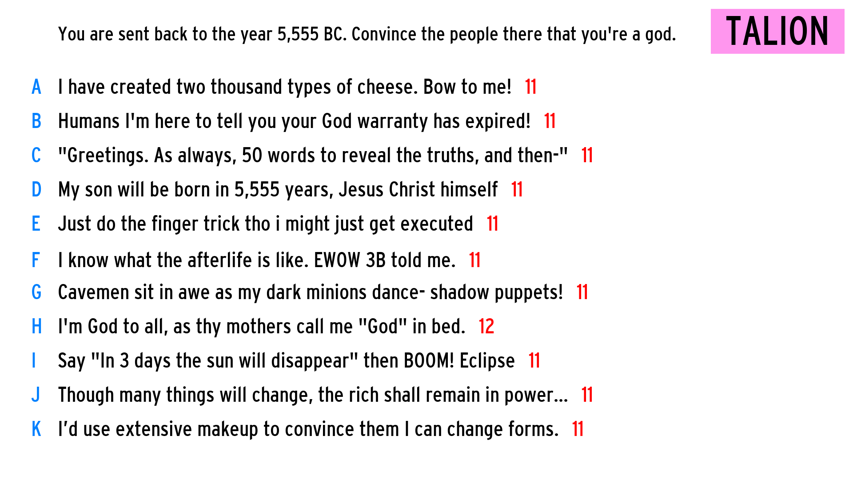 You are sent back to the year 5,555 BC. Convince the people there that you're a god. TALION
A I have created two thousand types of cheese. Bow to me! 11
B Humans I'm here to tell you your God warranty has expired! 11
C "Greetings. As always, 50 words to reveal the truths, and then-" 11
D My son will be born in 5,555 years, Jesus Christ himself 11
E Just do the finger trick tho i might just get executed 11
F I know what the afterlife is like. EWOW 3B told me. 11
G Cavemen sit in awe as my dark minions dance- shadow puppets! 11
H I'm God to all, as thy mothers call me "God" in bed. 12
I Say "In 3 days the sun will disappear" then BOOM! Eclipse 11
J Though many things will change, the rich shall remain in power... 11
K I’d use extensive makeup to convince them I can change forms. 11